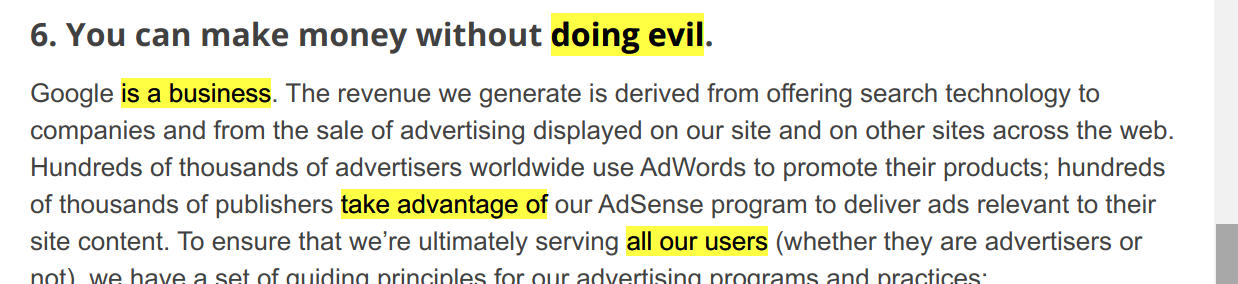 6. You can make money without doing evil.
Google is a business. The revenue we generate is derived from offering search technology to
companies and from the sale of advertising displayed on our site and on other sites across the web.
Hundreds of thousands of advertisers worldwide use AdWords to promote their products; hundreds
of thousands of publishers take advantage of our AdSense program to deliver ads relevant to their
site content. To ensure that we’re ultimately serving all our users (whether they are advertisers or
not), we have a set of guiding principles for our advertising programs and practices: